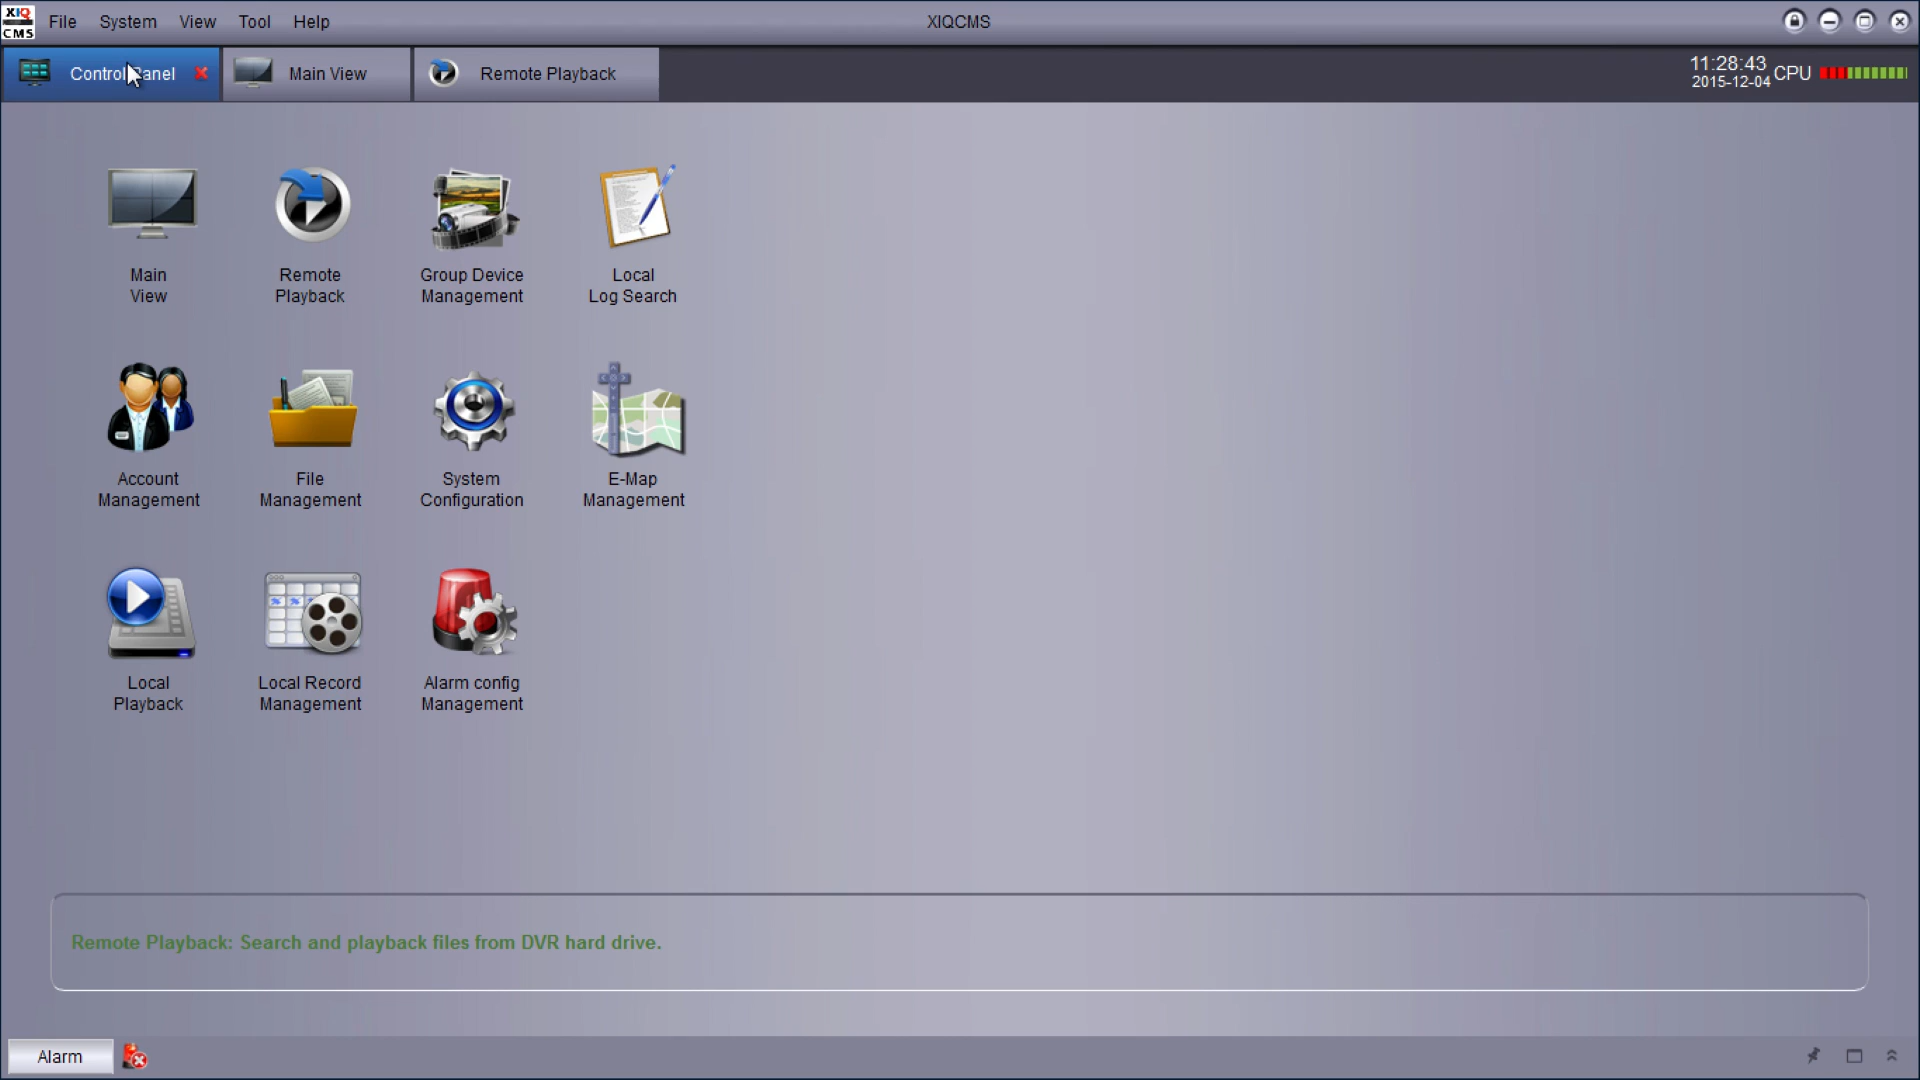 XIQ
CMS
File System View Tool Help
XIQCMS
Control Panel
Main View
Remote Playback
11:28:43
2015-12-04
CPU
Main
View
Remote
Playback
Group Device
Management
Local
Log Search
Account
Management
File
Management
System
Configuration
E-Map
Management
Local
Playback
Local Record
Management
Alarm config
Management
Remote Playback: Search and playback files from DVR hard drive.
Alarm